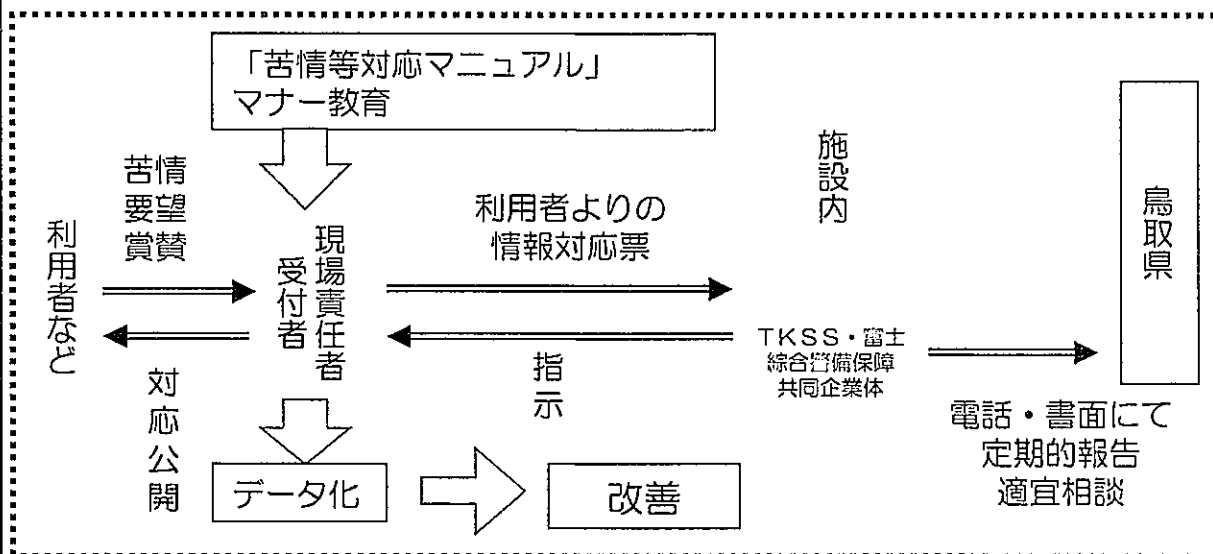 「苦情等対応マニュアル」
マナー教育
苦情
要望
賞賛
利用者など
対応公開
現場責任者
受付者
利用者よりの
情報対応票
指示
施設内
TKSS・富士
綜合警備保障
共同企業体
鳥取県
電話・書面にて
定期的報告
適宜相談
データ化
改善